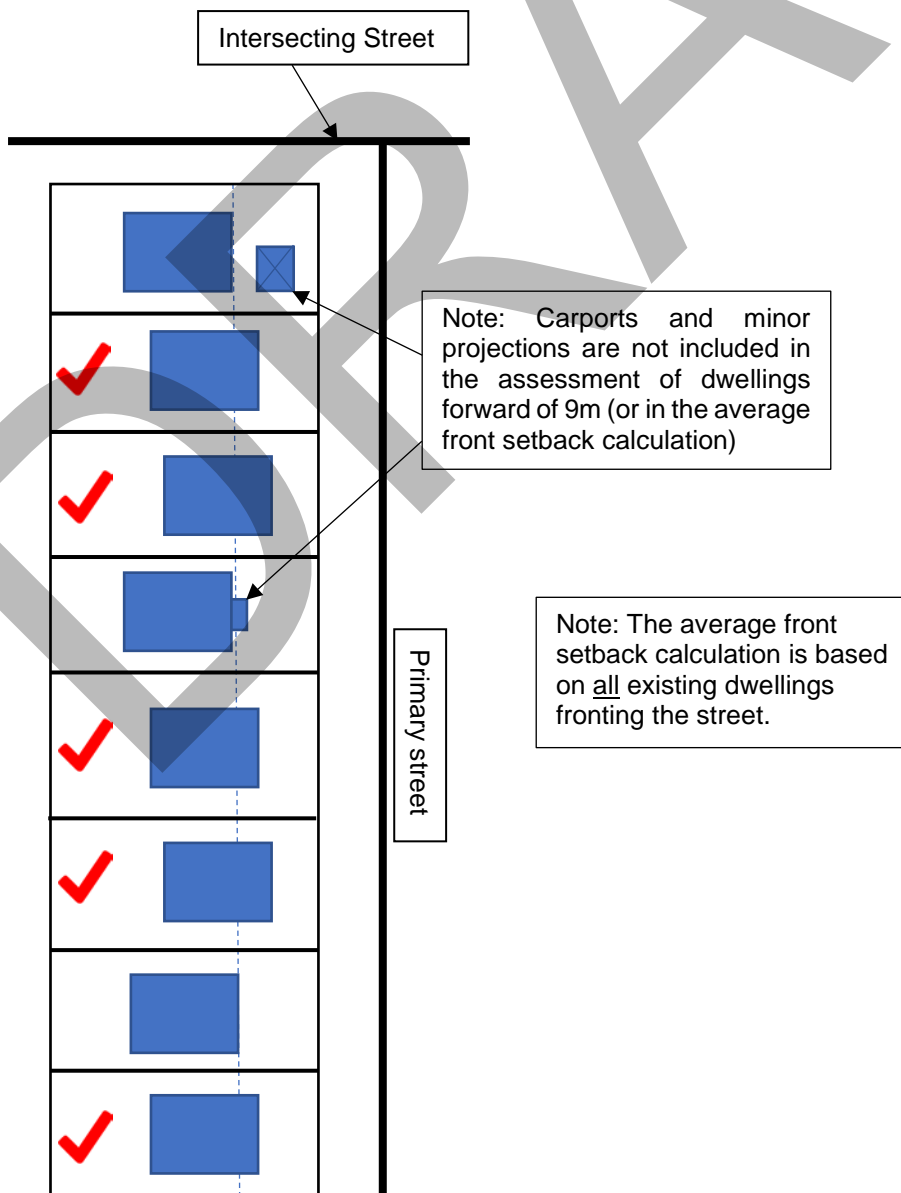 Intersecting Street
Note: Carports and minor
projections are not included in
the assessment of dwellings
forward of 9m (or in the average
front setback calculation)
Note: The average front
setback calculation is based
on all existing dwellings
fronting the street.
Primary street
DRA